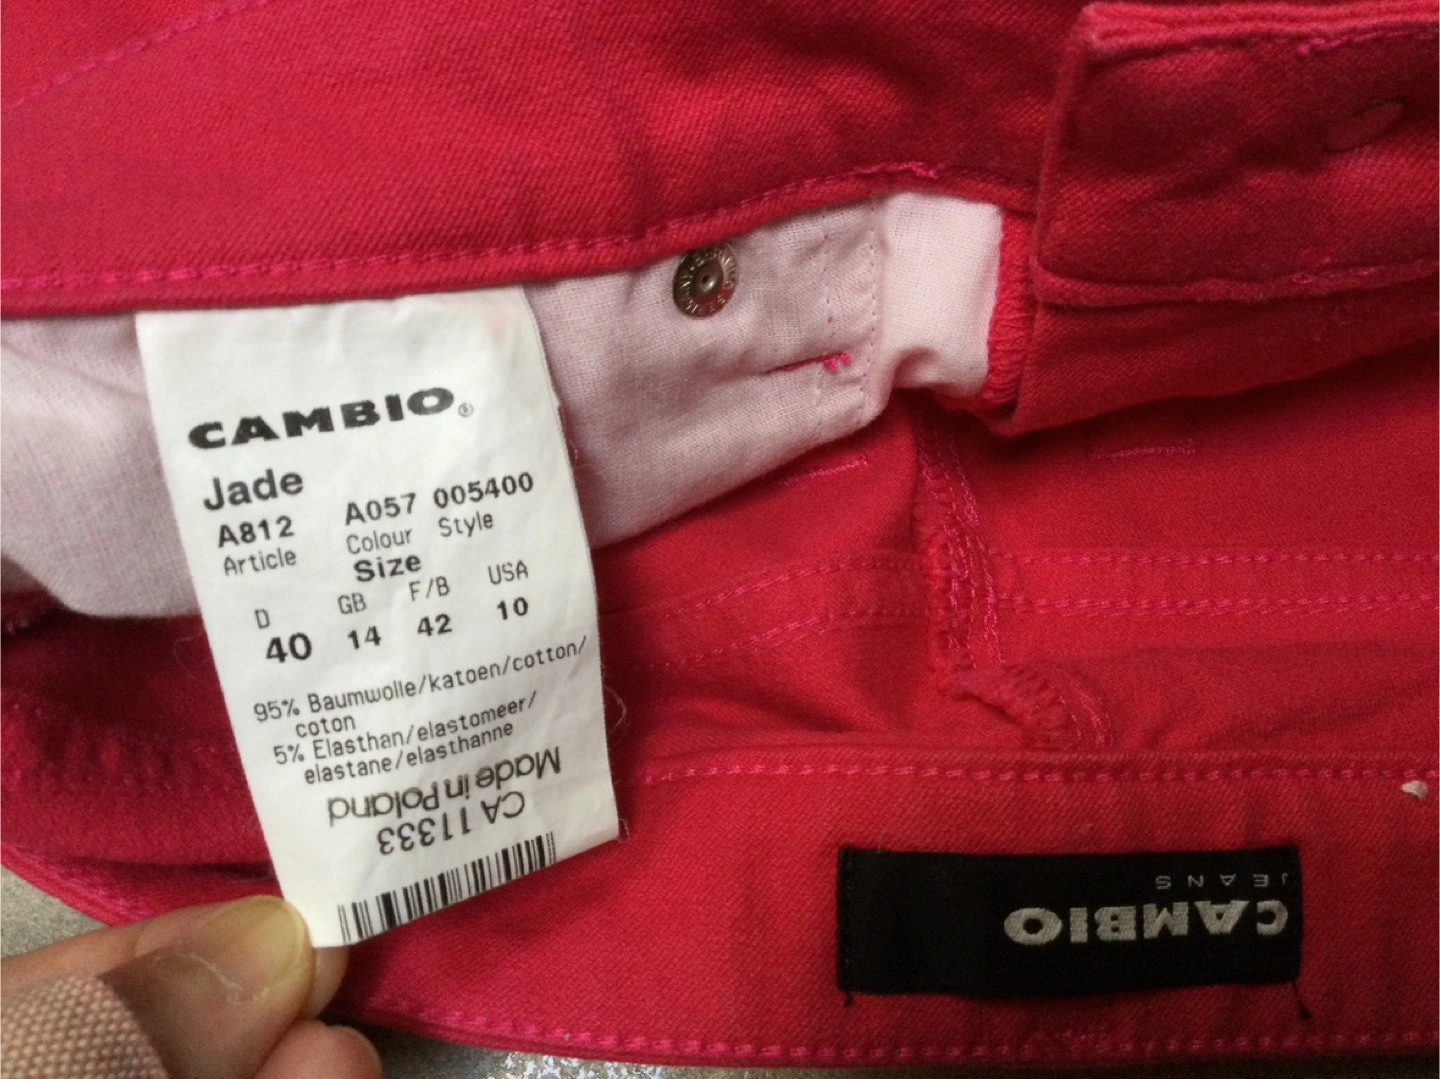 CAMBIO®
Jade
A812 A057 005400
Article Colour Style
Size
D GB F/B USA
40 14 42 10
95% Baumwolle/katoen/cotton/
coton
5% Elasthan/elastomeer/
elastane/elasthanne
Made in Poland
CA 11333
CAMBIO
JEANS